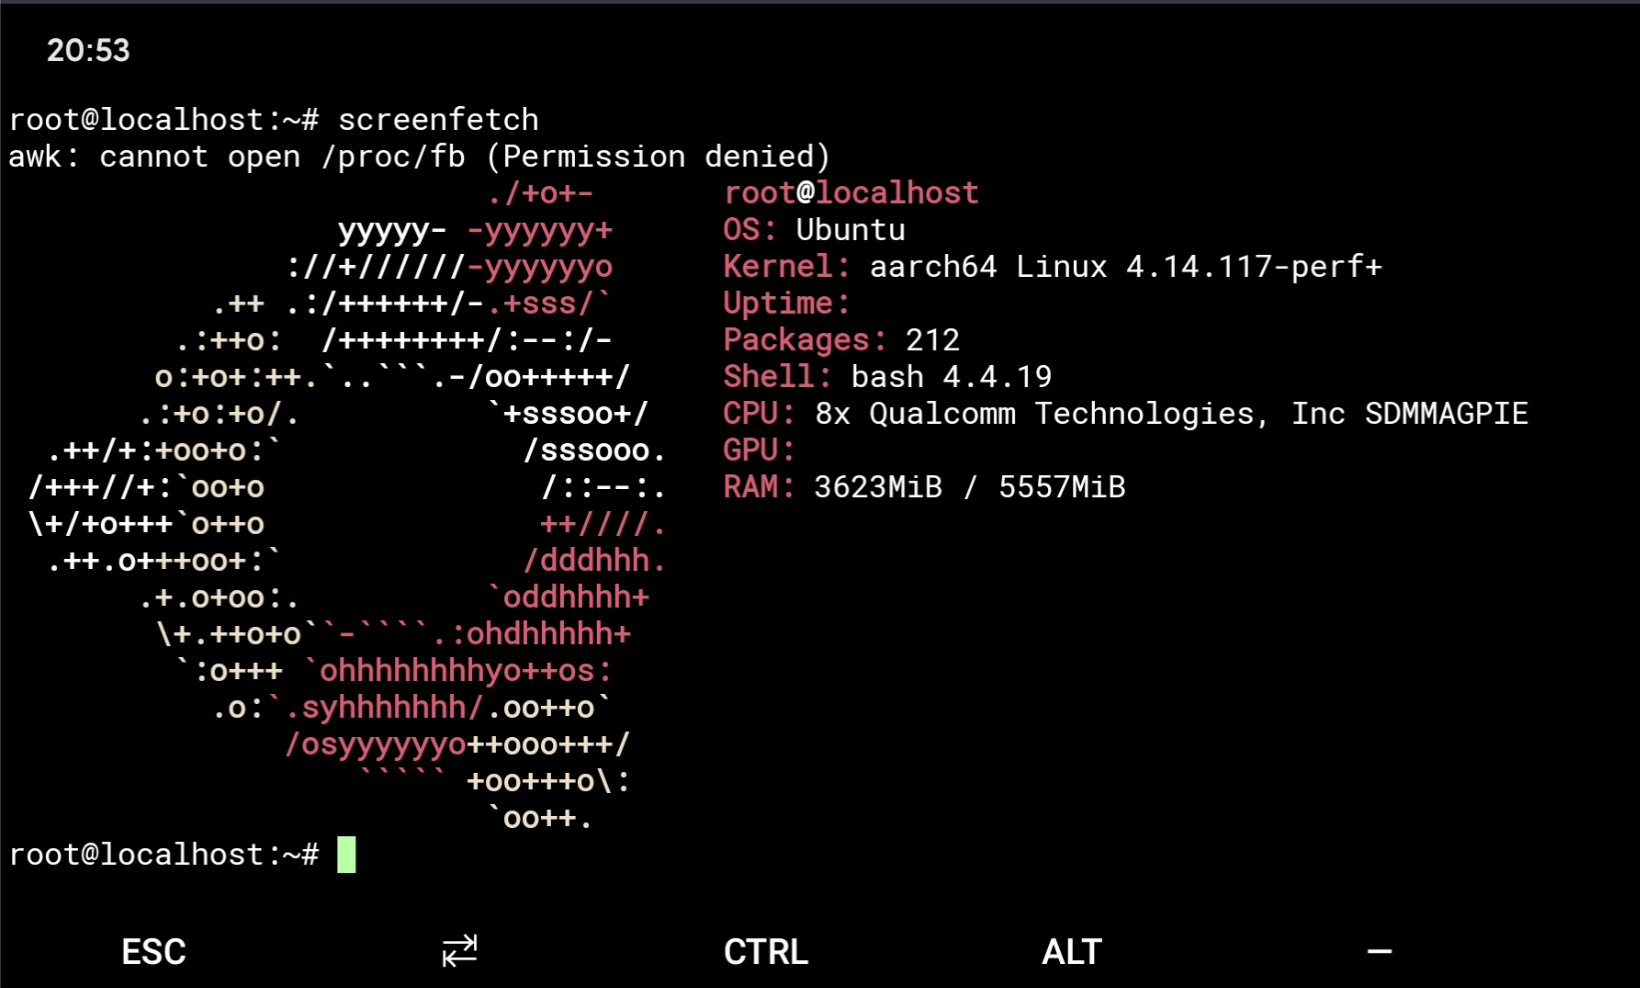 20:53
root@localhost:~# screenfetch
awk: cannot open /proc/fb (Permission denied)
                          ./+o+-       root@localhost
                  yyyyy- -yyyyyy+      OS: Ubuntu
               ://+//////-yyyyyyo      Kernel: aarch64 Linux 4.14.117-perf+
           .++ .:/++++++/-.+sss/`      Uptime:
         .:++o:  /++++++++/:--:/-      Packages: 212
        o:+o+:++.`..```.-/oo+++++/     Shell: bash 4.4.19
       .:+o:+o/.          `+sssoo+/    CPU: 8x Qualcomm Technologies, Inc SDMMAGPIE
  .++/+:+oo+o:`             /sssooo.   GPU:
 /+++//+:`oo+o               /::--:.   RAM: 3623MiB / 5557MiB
 \+/+o+++`o++o               ++////.
  .++.o+++oo+:`             /dddhhh.
       .+.o+oo:.          `oddhhhh+
        \+.++o+o``-````.:ohdhhhhh+
         `:o+++ `ohhhhhhhhyo++os:
           .o:`.syhhhhhhh/.oo++o`
               /osyyyyyyo++ooo+++/
                   ````` +oo+++o\:
                          `oo++.
root@localhost:~#
ESC ⇄ CTRL ALT —